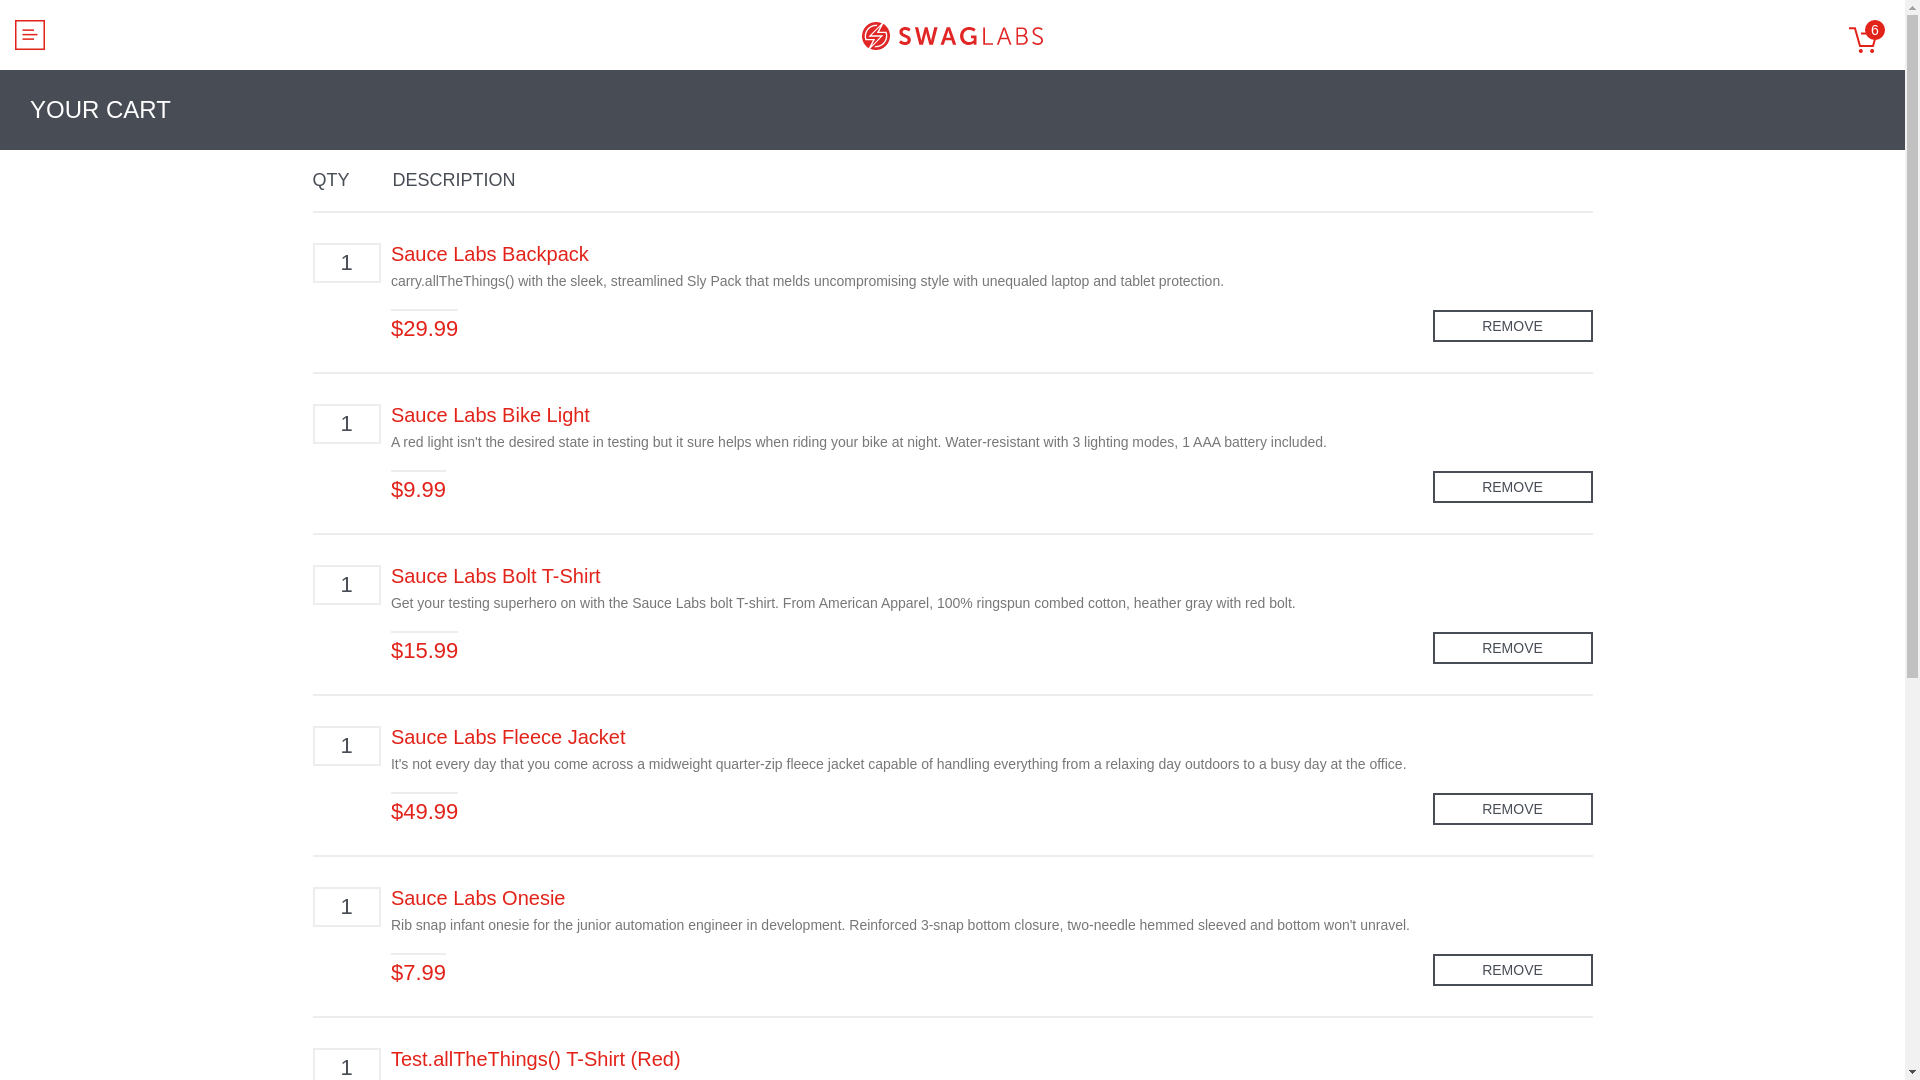 SWAGLABS
6
YOUR CART
QTY DESCRIPTION
1
Sauce Labs Backpack
carry.allTheThings() with the sleek, streamlined Sly Pack that melds uncompromising style with unequaled laptop and tablet protection.
$29.99
REMOVE
1
Sauce Labs Bike Light
A red light isn't the desired state in testing but it sure helps when riding your bike at night. Water-resistant with 3 lighting modes, 1 AAA battery included.
$9.99
REMOVE
1
Sauce Labs Bolt T-Shirt
Get your testing superhero on with the Sauce Labs bolt T-shirt. From American Apparel, 100% ringspun combed cotton, heather gray with red bolt.
$15.99
REMOVE
1
Sauce Labs Fleece Jacket
It's not every day that you come across a midweight quarter-zip fleece jacket capable of handling everything from a relaxing day outdoors to a busy day at the office.
$49.99
REMOVE
1
Sauce Labs Onesie
Rib snap infant onesie for the junior automation engineer in development. Reinforced 3-snap bottom closure, two-needle hemmed sleeved and bottom won't unravel.
$7.99
REMOVE
1
Test.allTheThings() T-Shirt (Red)